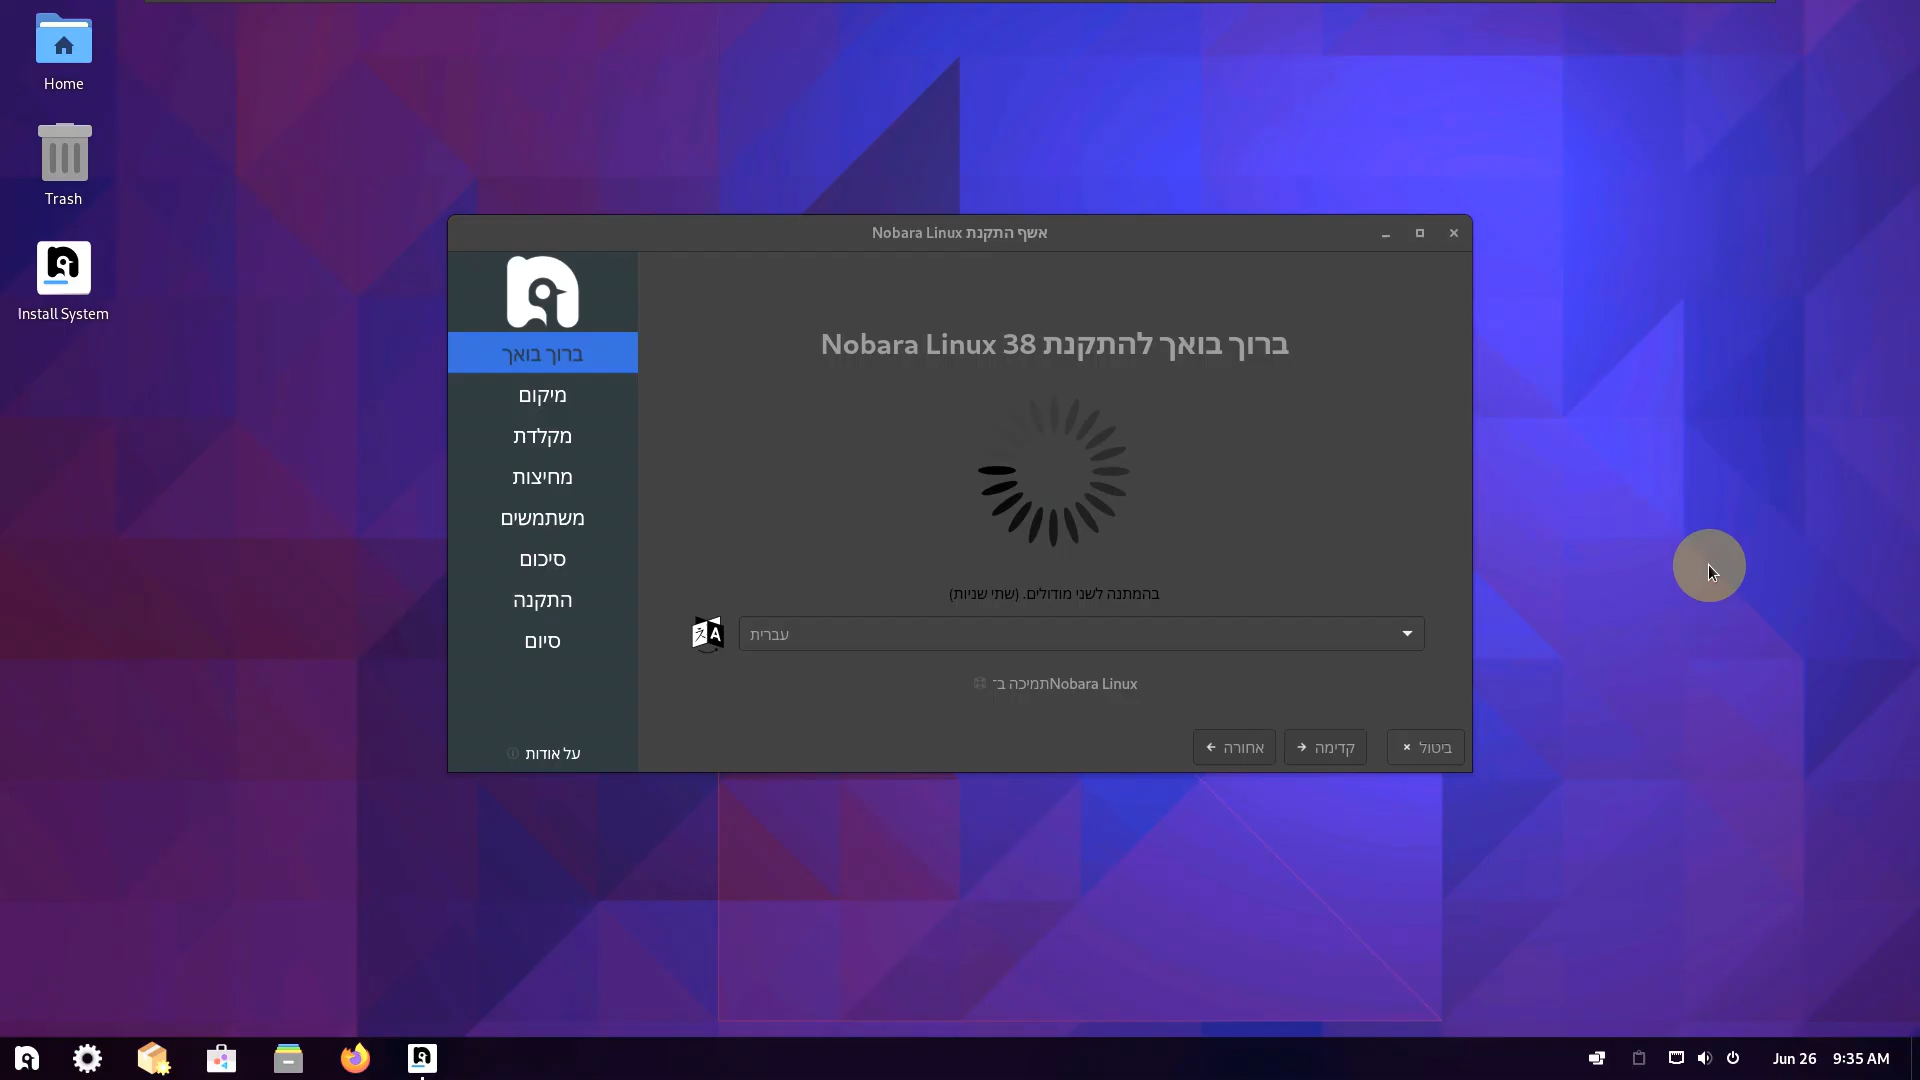 Home
Trash
Install System
אשף התקנת Nobara Linux
ברוך בואך
מיקום
מקלדת
מחיצות
משתמשים
סיכום
התקנה
סיום
על אודות
ברוך בואך להתקנת Nobara Linux 38
בהמתנה לשני מודולים. (שתי שניות)
עברית
תמיכה ב־Nobara Linux
אחורה
קדימה
ביטול
Jun 26 9:35 AM